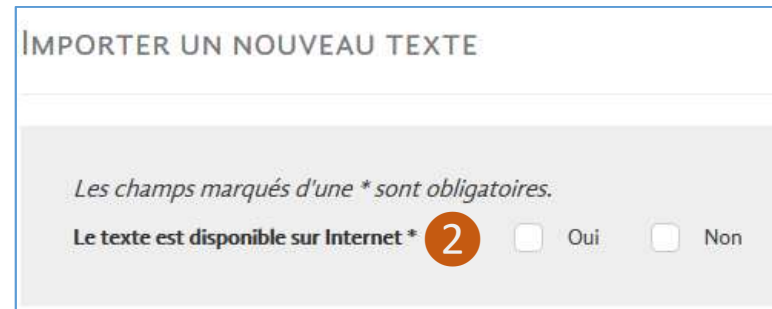 IMPORTER UN NOUVEAU TEXTE
Les champs marqués d'une * sont obligatoires.
Le texte est disponible sur Internet * 2 Oui Non